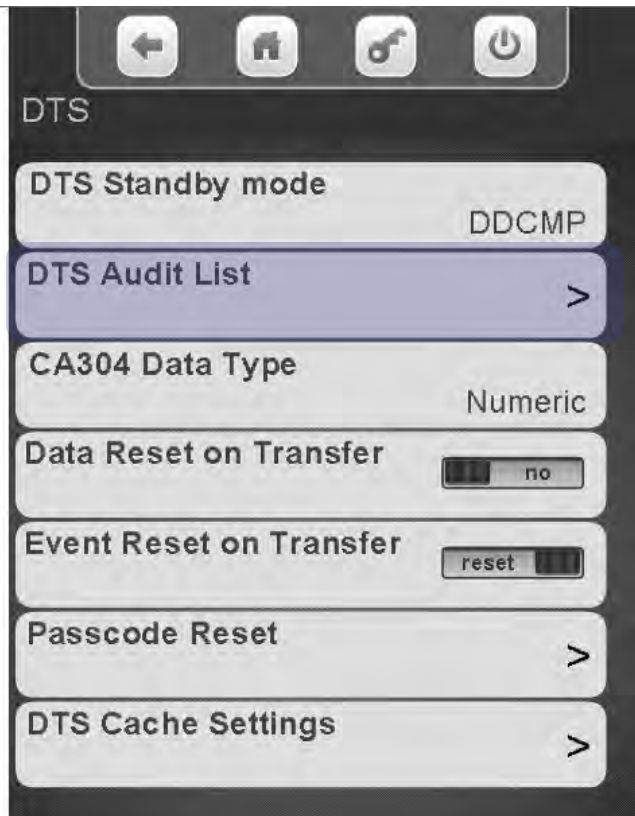 DTS
DTS Standby mode
DDCMP
DTS Audit List
>
CA304 Data Type
Numeric
Data Reset on Transfer
no
Event Reset on Transfer
reset
Passcode Reset
>
DTS Cache Settings
>